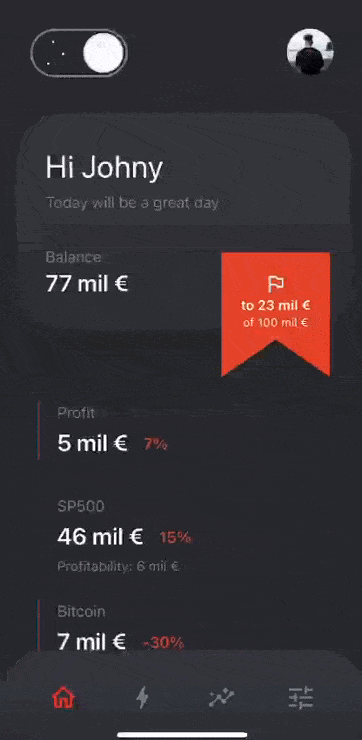 Hi Johny
Today will be a great day
Balance
77 mil €
to 23 mil €
of 100 mil €
Profit
5 mil € 7%
SP500
46 mil € 15%
Profitability: 6 mil €
Bitcoin
7 mil € -30%